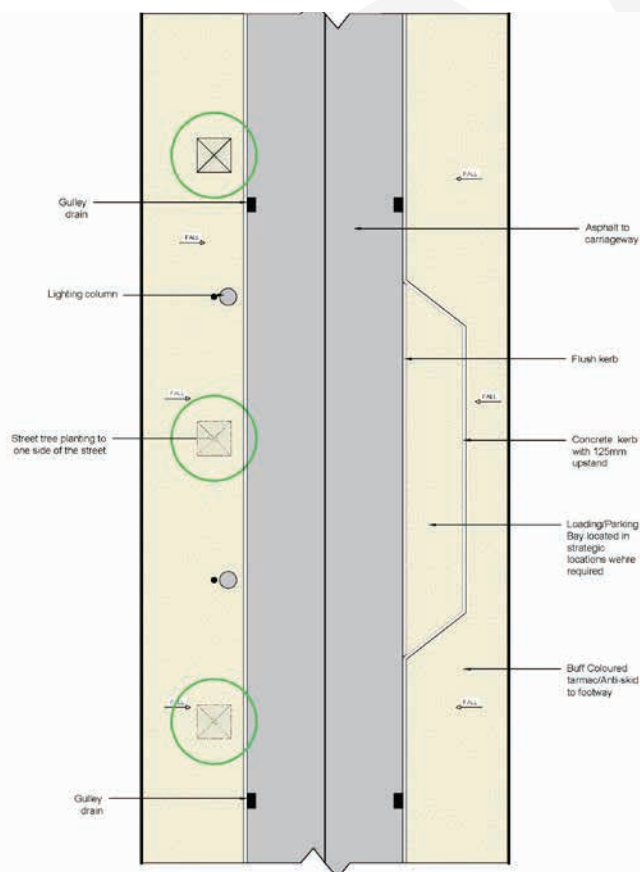 Gulley
drain
FALL
Lighting column
FALL
Street tree planting to
one side of the street.
FALL
Gulley
drain
FALL
Asphalt to
carriageway
Flush kerb
FALL
Concrete kerb
with 125mm
upstand
Loading/Parking
Bay located in
strategic
locations wehre
required
Buff Coloured
tarmac/Anti-skid
to footway
FALL